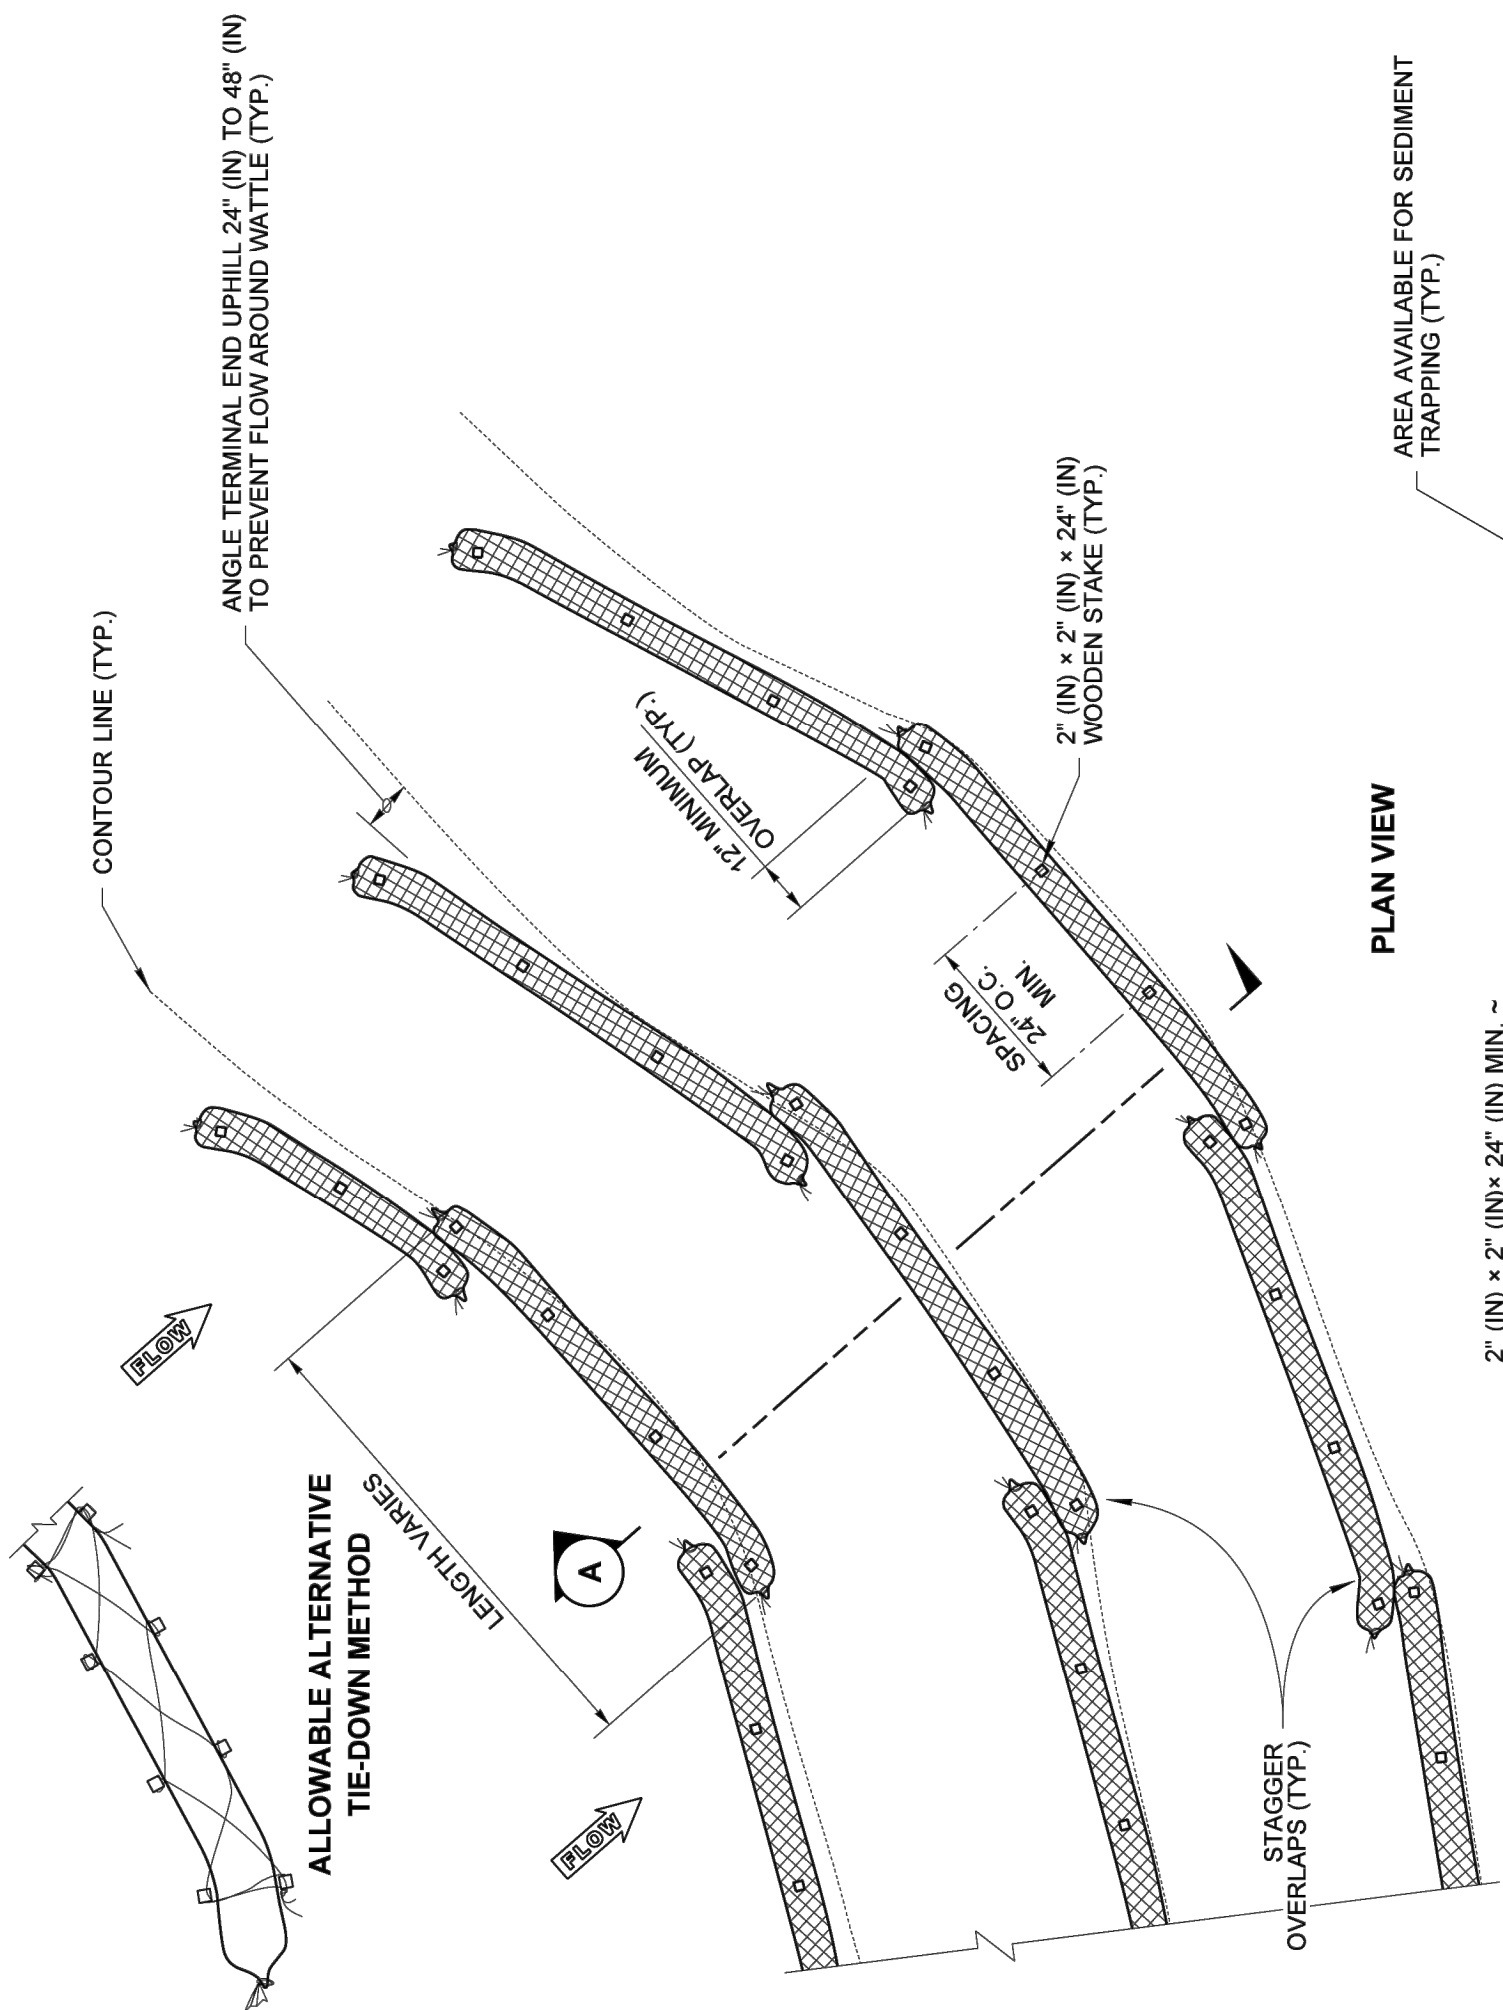 ALLOWABLE ALTERNATIVE
TIE-DOWN METHOD
FLOW
FLOW
CONTOUR LINE (TYP.)
ANGLE TERMINAL END UPHILL 24" (IN) TO 48" (IN)
TO PREVENT FLOW AROUND WATTLE (TYP.)
LENGTH VARIES
A
12" MINIMUM
OVERLAP (TYP.)
SPACING
24" O.C.
MIN.
2" (IN) × 2" (IN) × 24" (IN)
WOODEN STAKE (TYP.)
STAGGER
OVERLAPS (TYP.)
PLAN VIEW
AREA AVAILABLE FOR SEDIMENT
TRAPPING (TYP.)
2" (IN) × 2" (IN)× 24" (IN) MIN. ~